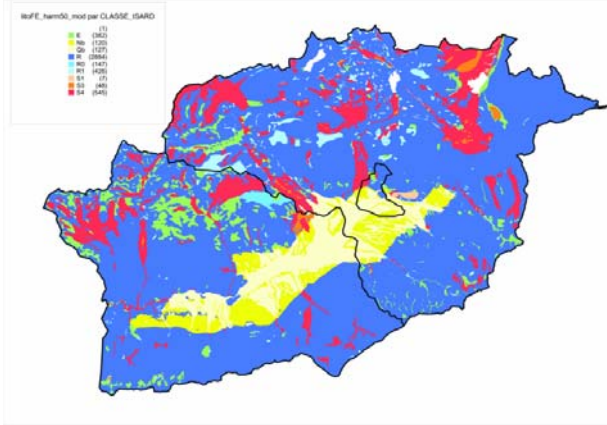 litoFE_harm50_mod par CLASSE_ISARD
(1)
E (382)
Nb (120)
Qb (127)
R (2884)
R0 (147)
R1 (428)
S1 (7)
S3 (48)
S4 (545)